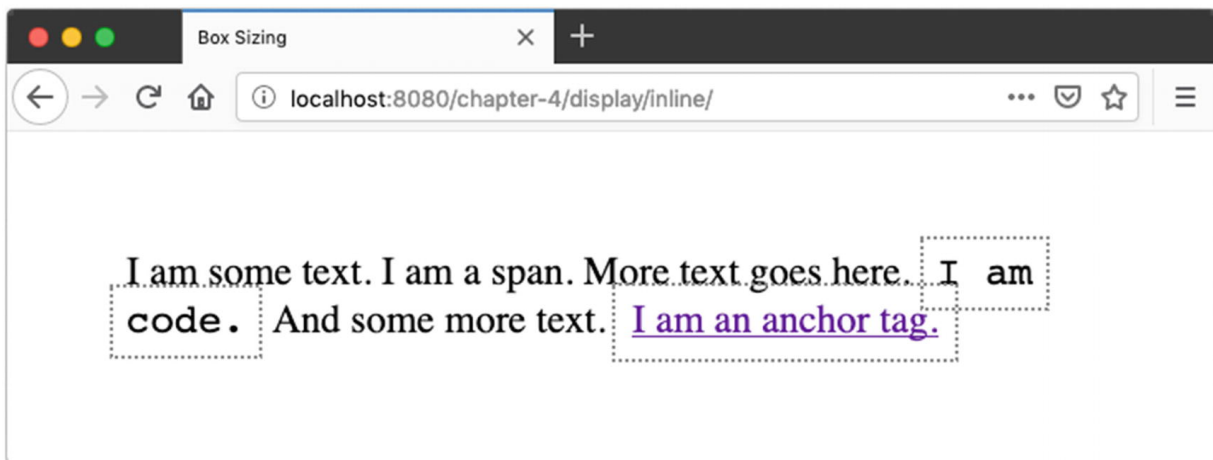 Box Sizing
localhost:8080/chapter-4/display/inline/
I am some text. I am a span. More text goes here. I am
code. And some more text. I am an anchor tag.